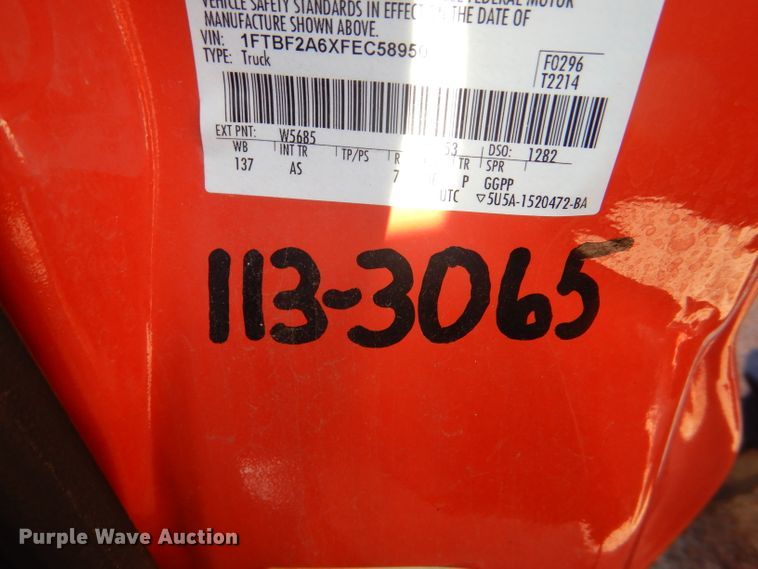 VEHICLE SAFETY STANDARDS IN EFFECT ON THE DATE OF
MANUFACTURE SHOWN ABOVE.
VIN: 1FTBF2A6XFEC58950
TYPE: Truck
F0296
T2214
EXT PNT: W5685 53 DSO: 1282
WB INT TR TP/PS R TR SPR
137 AS 7 P GGPP
UTC ▽5U5A-1520472-BA
113-3065
Purple Wave Auction